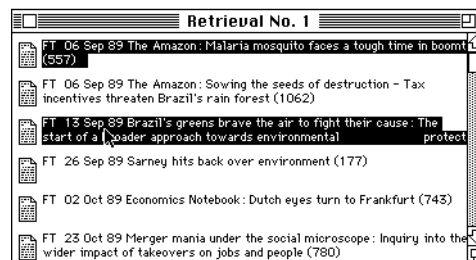 Retrieval No. 1
FT 06 Sep 89 The Amazon: Malaria mosquito faces a tough time in boomt
(557)
FT 06 Sep 89 The Amazon: Sowing the seeds of destruction - Tax
incentives threaten Brazil's rain forest (1062)
FT 13 Sep 89 Brazil's greens brave the air to fight their cause: The
start of a broader approach towards environmental protect
FT 26 Sep 89 Sarney hits back over environment (177)
FT 02 Oct 89 Economics Notebook: Dutch eyes turn to Frankfurt (743)
FT 23 Oct 89 Merger mania under the social microscope: Inquiry into the
wider impact of takeovers on jobs and people (780)